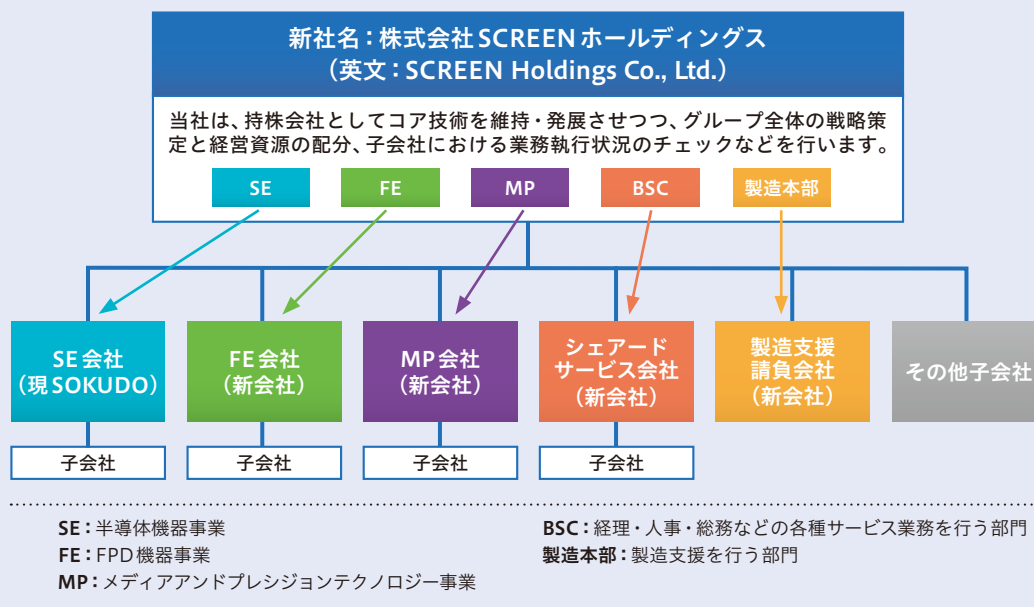 新社名：株式会社SCREENホールディングス
（英文：SCREEN Holdings Co., Ltd.）
当社は、持株会社としてコア技術を維持・発展させつつ、グループ全体の戦略策
定と経営資源の配分、子会社における業務執行状況のチェックなどを行います。
SE FE MP BSC 製造本部
SE会社
（現SOKUDO）
FE会社
（新会社）
MP会社
（新会社）
シェアード
サービス会社
（新会社）
製造支援
請負会社
（新会社）
その他子会社
子会社 子会社 子会社 子会社
SE：半導体機器事業
FE：FPD機器事業
MP：メディアアンドプレシジョンテクノロジー事業
BSC：経理・人事・総務などの各種サービス業務を行う部門
製造本部：製造支援を行う部門